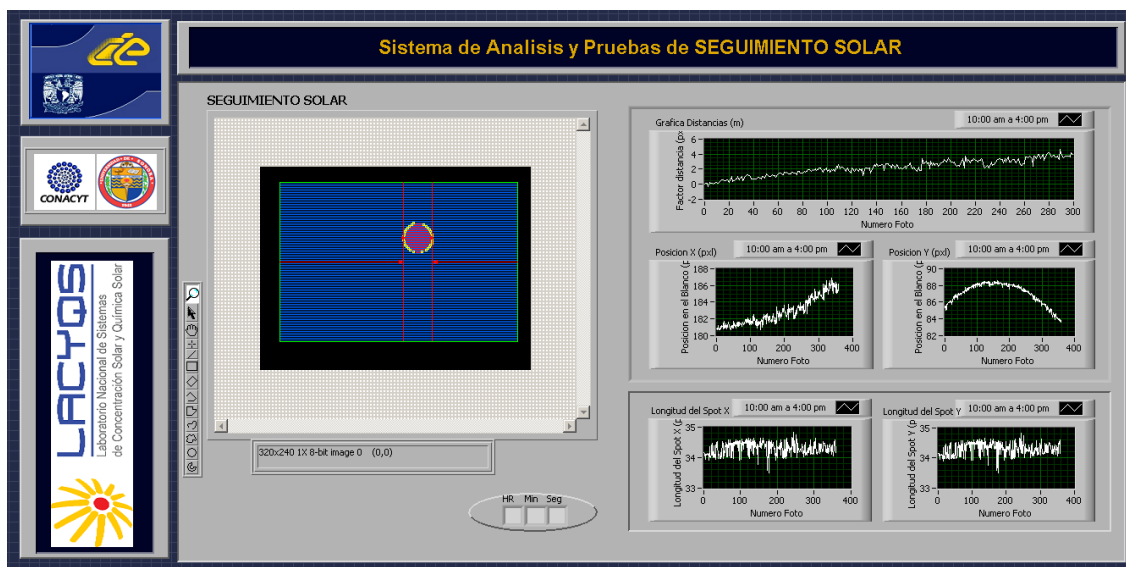 cie
Sistema de Analisis y Pruebas de SEGUIMIENTO SOLAR
CONACYT
LACYQS
Laboratorio Nacional de Sistemas
de Concentración Solar y Química Solar
SEGUIMIENTO SOLAR
320x240 1X 8-bit image 0 (0,0)
HR Min Seg
Grafica Distancias (m)
10:00 am a 4:00 pm
Factor distancia (px
6
4
2
0
-2
0 20 40 60 80 100 120 140 160 180 200 220 240 260 280 300
Numero Foto
Posicion X (pxl)
10:00 am a 4:00 pm
Posicion en el Blanco (
188
186
184
182
180
0 100 200 300 400
Numero Foto
Posicion Y (pxl)
10:00 am a 4:00 pm
Posicion en el Blanco (
90
88
86
84
82
0 100 200 300 400
Numero Foto
Longitud del Spot X
10:00 am a 4:00 pm
Longitud del Spot X (
35
34
33
0 100 200 300 400
Numero Foto
Longitud del Spot Y
10:00 am a 4:00 pm
Longitud del Spot Y (
35
34
33
0 100 200 300 400
Numero Foto